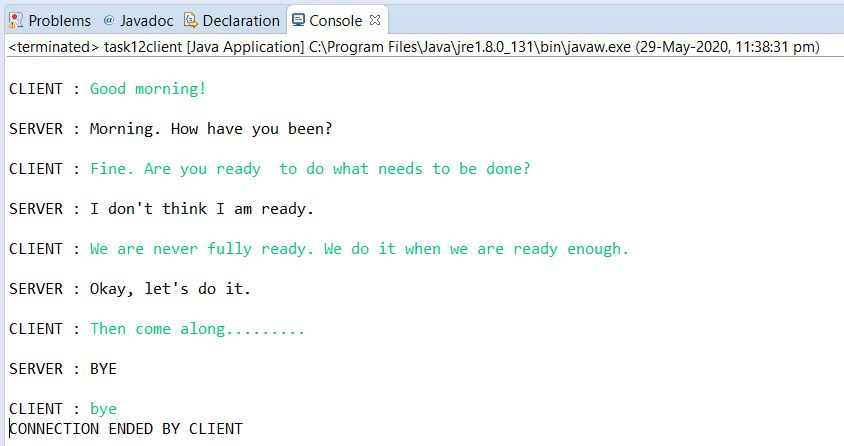 Problems @ Javadoc Declaration Console
<terminated> task12client [Java Application] C:\Program Files\Java\jre1.8.0_131\bin\javaw.exe (29-May-2020, 11:38:31 pm)
CLIENT : Good morning!
SERVER : Morning. How have you been?
CLIENT : Fine. Are you ready  to do what needs to be done?
SERVER : I don't think I am ready.
CLIENT : We are never fully ready. We do it when we are ready enough.
SERVER : Okay, let's do it.
CLIENT : Then come along.........
SERVER : BYE
CLIENT : bye
CONNECTION ENDED BY CLIENT